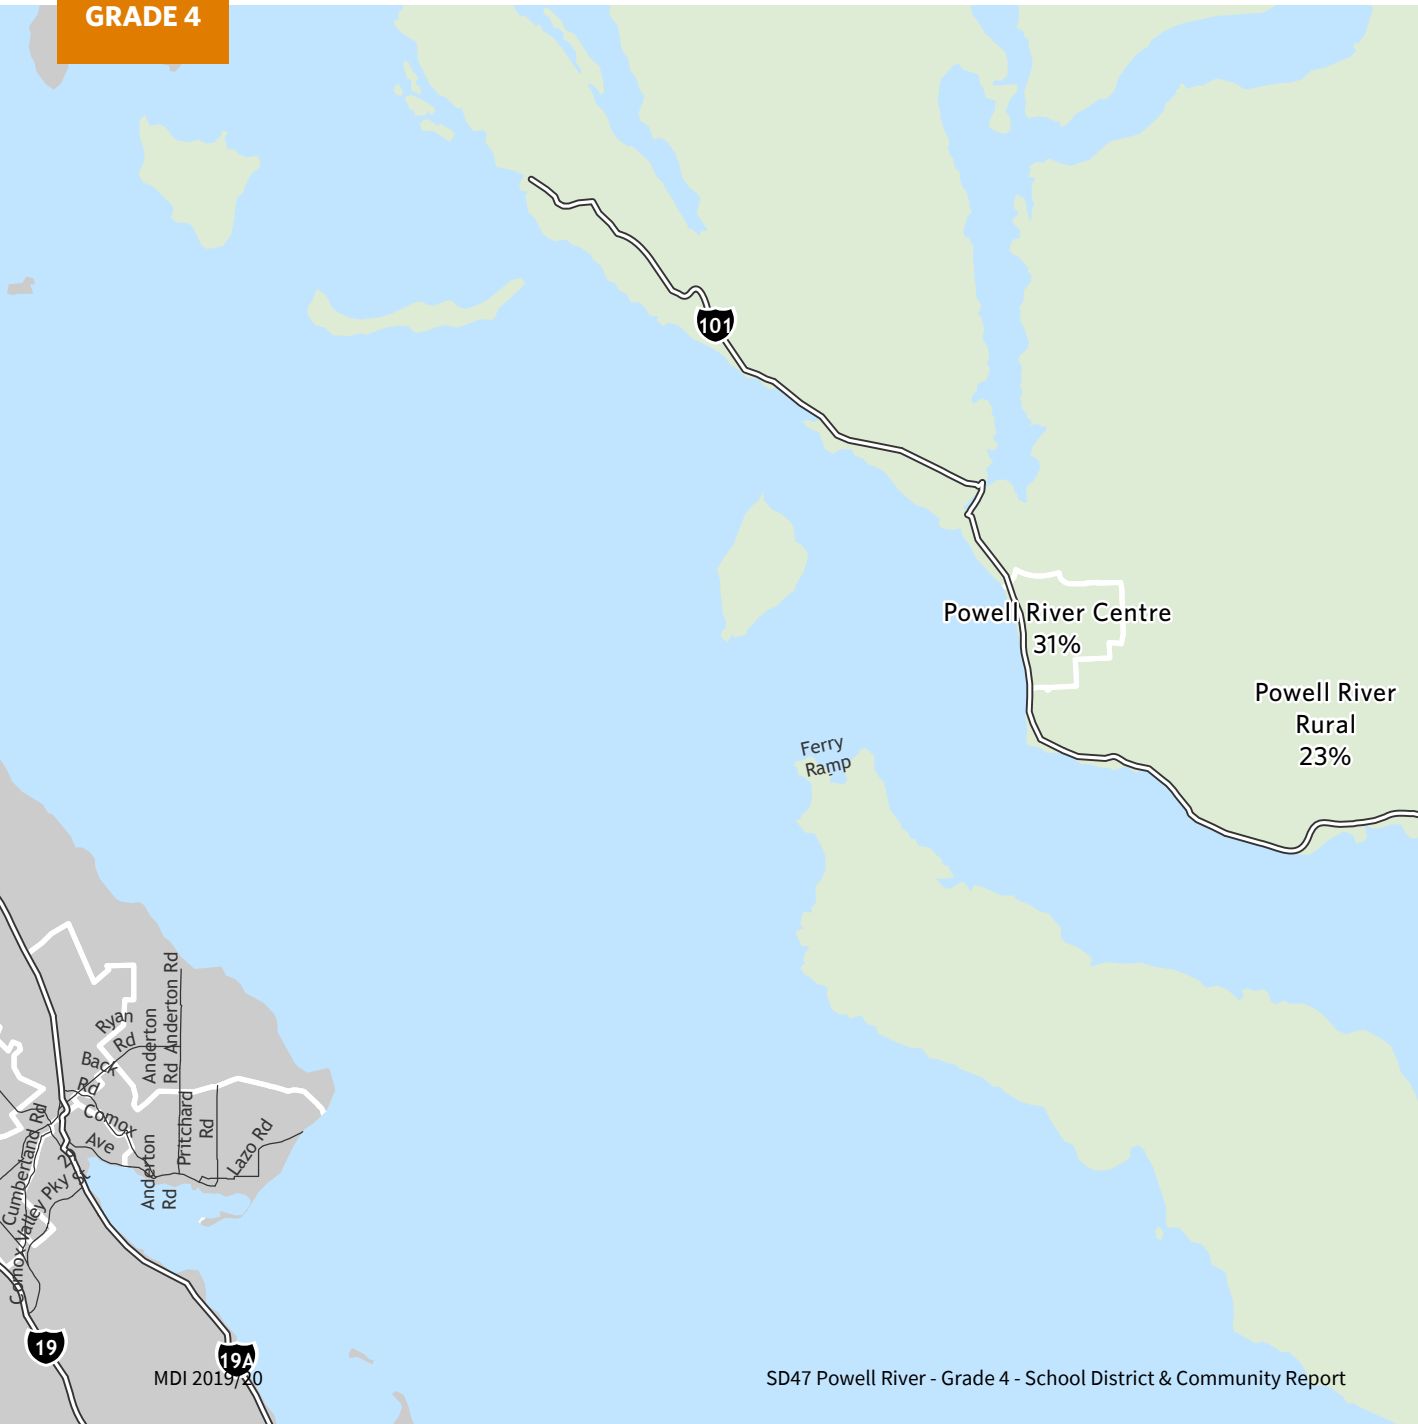 GRADE 4
101
Powell River Centre
31%
Powell River
Rural
23%
Ferry
Ramp
Anderton Rd
Anderton
Rd
Ryan
Rd
Back
Rd
Comox
Ave
Pritchard
Rd
Lazo Rd
Anderton
Rd
Cumberland Rd
Comox Valley Pky
St
19
19A
MDI 2019/20
SD47 Powell River - Grade 4 - School District & Community Report